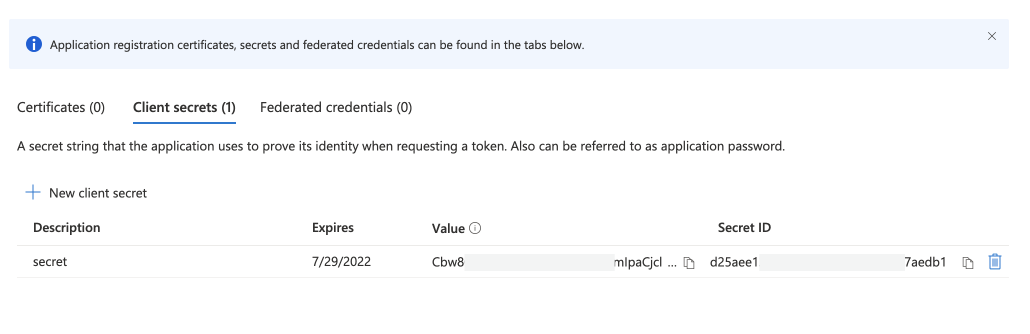 Application registration certificates, secrets and federated credentials can be found in the tabs below.
Certificates (0) Client secrets (1) Federated credentials (0)
A secret string that the application uses to prove its identity when requesting a token. Also can be referred to as application password.
New client secret
Description Expires Value Secret ID
secret 7/29/2022 Cbw8 mIpaCjcl ... d25aee1 7aedb1